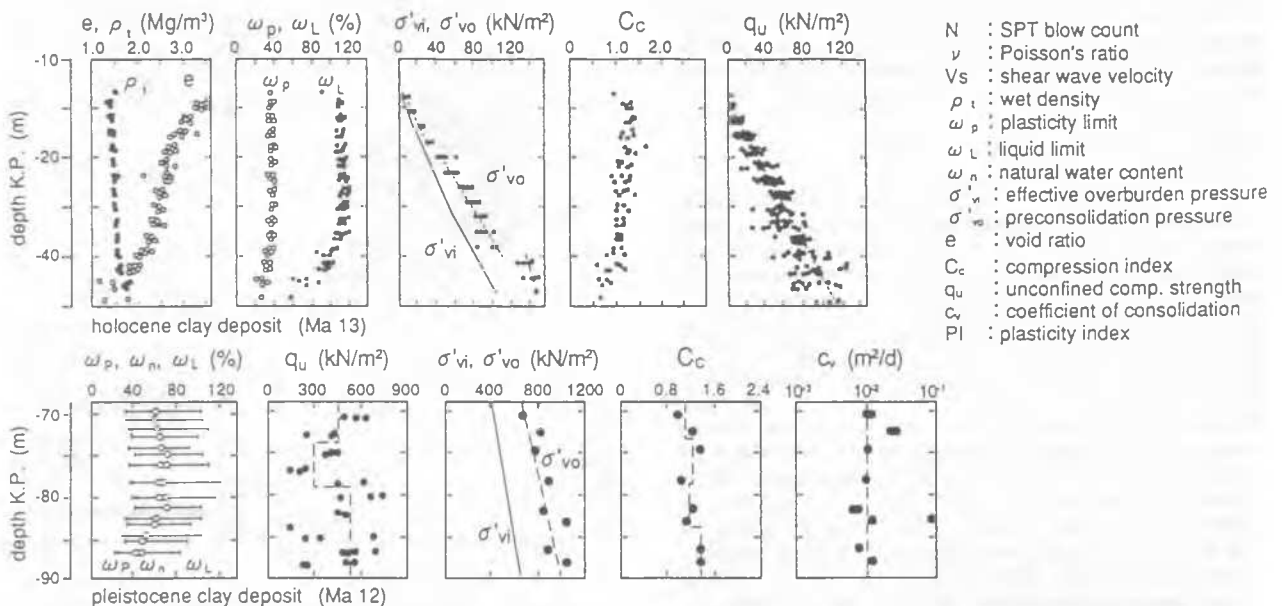 e, ρt (Mg/m³)
1.0 2.0 3.0
ωp, ωL (%)
0 40 80 120
σ'vi, σ'vo (kN/m²)
0 40 80 140
Cc
0 1.0 2.0
qu (kN/m²)
0 40 80 120
-10
-20
-30
-40
depth K.P. (m)
ρt e
ωp ωL
σ'vo
σ'vi
holocene clay deposit (Ma 13)
ωP, ωn, ωL (%)
0 40 80 120
qu (kN/m²)
0 300 600 900
σ'vi, σ'vo (kN/m²)
0 400 800 1200
Cc
0 0.8 1.6 2.4
cv (m²/d)
10⁻³ 10⁻² 10⁻¹
-70
-80
-90
depth K.P. (m)
ωP ωn ωL
σ'vo
σ'vi
pleistocene clay deposit (Ma 12)
N : SPT blow count
ν : Poisson's ratio
Vs : shear wave velocity
ρt : wet density
ωp : plasticity limit
ωL : liquid limit
ωn : natural water content
σ'vi : effective overburden pressure
: preconsolidation pressure
e : void ratio
Cc : compression index
qu : unconfined comp. strength
cv : coefficient of consolidation
PI : plasticity index